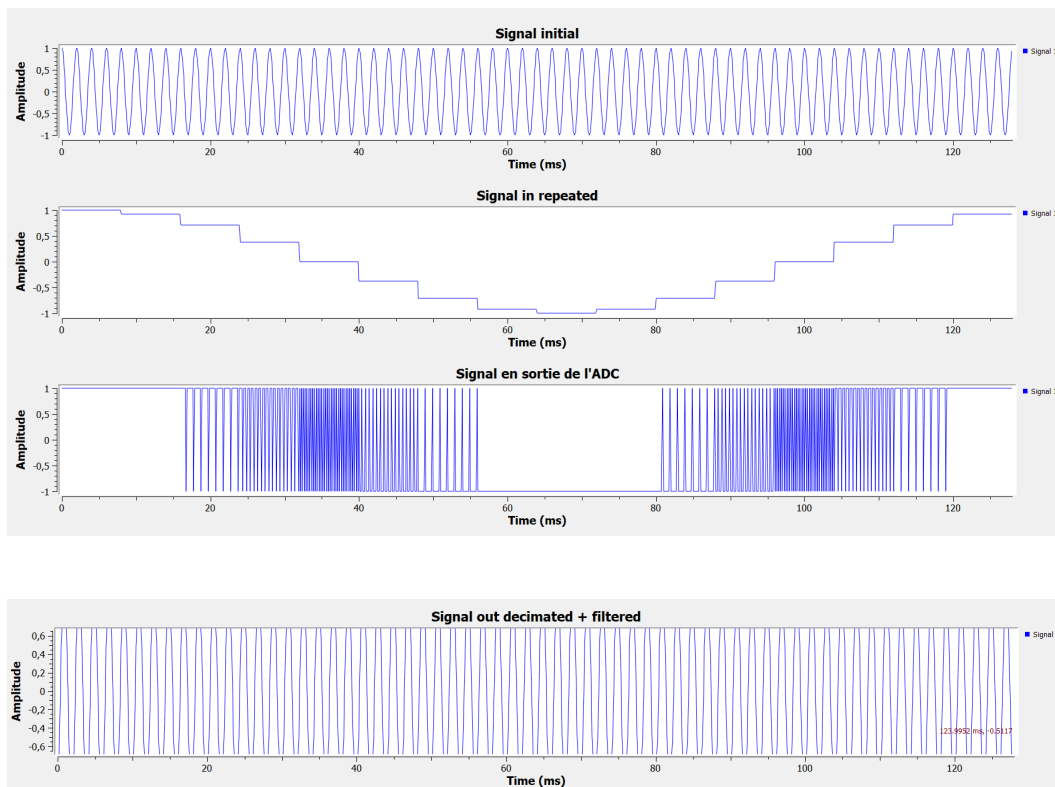 Signal initial
Amplitude
1
0,5
0
-0,5
-1
Signal 1
0 20 40 60 80 100 120
Time (ms)
Signal in repeated
Amplitude
1
0,5
0
-0,5
-1
Signal 1
0 20 40 60 80 100 120
Time (ms)
Signal en sortie de l'ADC
Amplitude
1
0,5
0
-0,5
-1
Signal 1
0 20 40 60 80 100 120
Time (ms)
Signal out decimated + filtered
Amplitude
0,6
0,4
0,2
0
-0,2
-0,4
-0,6
Signal
123.9952 ms, -0.5117
0 20 40 60 80 100 120
Time (ms)